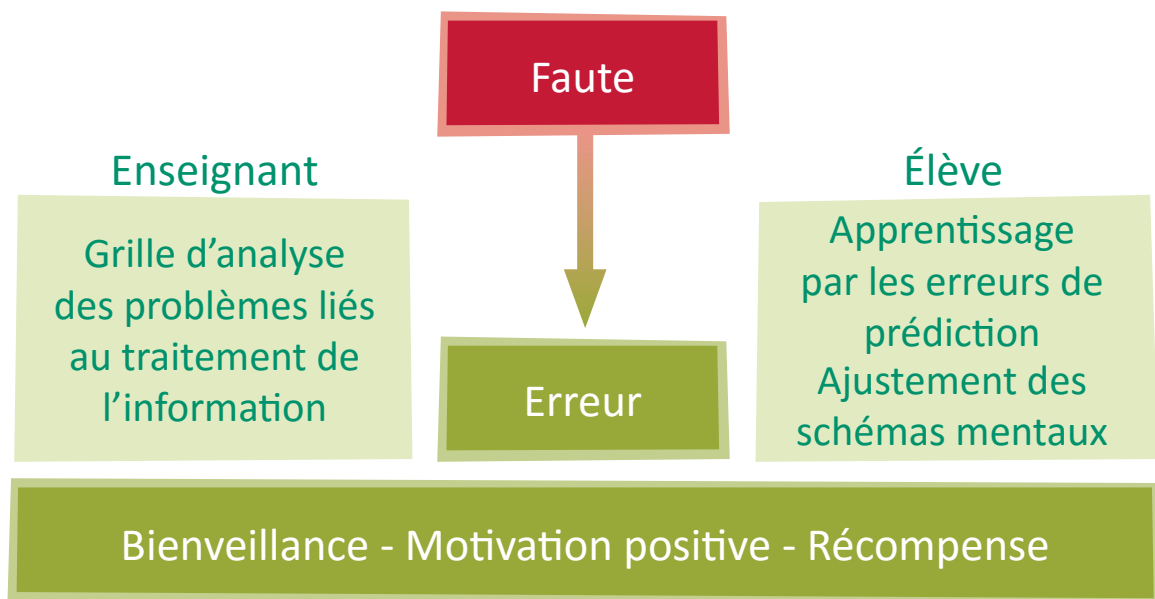 Faute
Enseignant
Grille d’analyse
des problèmes liés
au traitement de
l’information
Erreur
Élève
Apprentissage
par les erreurs de
prédiction
Ajustement des
schémas mentaux
Bienveillance - Motivation positive - Récompense